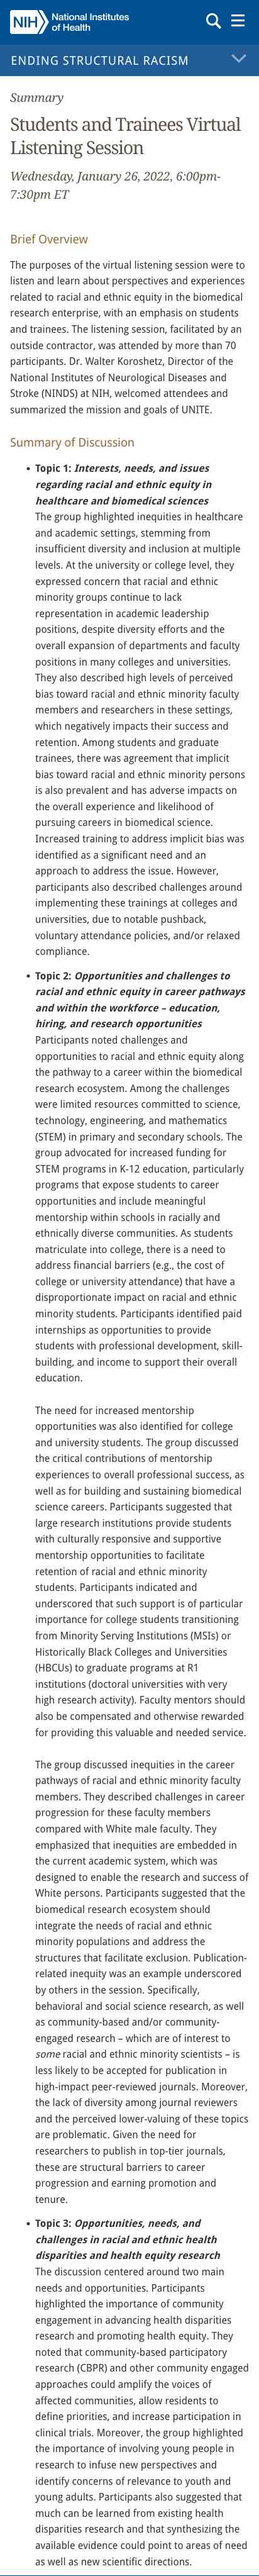 NIH National Institutes
of Health
ENDING STRUCTURAL RACISM
Summary
Students and Trainees Virtual
Listening Session
Wednesday, January 26, 2022, 6:00pm-
7:30pm ET
Brief Overview
The purposes of the virtual listening session were to
listen and learn about perspectives and experiences
related to racial and ethnic equity in the biomedical
research enterprise, with an emphasis on students
and trainees. The listening session, facilitated by an
outside contractor, was attended by more than 70
participants. Dr. Walter Koroshetz, Director of the
National Institutes of Neurological Diseases and
Stroke (NINDS) at NIH, welcomed attendees and
summarized the mission and goals of UNITE.
Summary of Discussion
• Topic 1: Interests, needs, and issues
regarding racial and ethnic equity in
healthcare and biomedical sciences
The group highlighted inequities in healthcare
and academic settings, stemming from
insufficient diversity and inclusion at multiple
levels. At the university or college level, they
expressed concern that racial and ethnic
minority groups continue to lack
representation in academic leadership
positions, despite diversity efforts and the
overall expansion of departments and faculty
positions in many colleges and universities.
They also described high levels of perceived
bias toward racial and ethnic minority faculty
members and researchers in these settings,
which negatively impacts their success and
retention. Among students and graduate
trainees, there was agreement that implicit
bias toward racial and ethnic minority persons
is also prevalent and has adverse impacts on
the overall experience and likelihood of
pursuing careers in biomedical science.
Increased training to address implicit bias was
identified as a significant need and an
approach to address the issue. However,
participants also described challenges around
implementing these trainings at colleges and
universities, due to notable pushback,
voluntary attendance policies, and/or relaxed
compliance.
• Topic 2: Opportunities and challenges to
racial and ethnic equity in career pathways
and within the workforce – education,
hiring, and research opportunities
Participants noted challenges and
opportunities to racial and ethnic equity along
the pathway to a career within the biomedical
research ecosystem. Among the challenges
were limited resources committed to science,
technology, engineering, and mathematics
(STEM) in primary and secondary schools. The
group advocated for increased funding for
STEM programs in K-12 education, particularly
programs that expose students to career
opportunities and include meaningful
mentorship within schools in racially and
ethnically diverse communities. As students
matriculate into college, there is a need to
address financial barriers (e.g., the cost of
college or university attendance) that have a
disproportionate impact on racial and ethnic
minority students. Participants identified paid
internships as opportunities to provide
students with professional development, skill-
building, and income to support their overall
education.
The need for increased mentorship
opportunities was also identified for college
and university students. The group discussed
the critical contributions of mentorship
experiences to overall professional success, as
well as for building and sustaining biomedical
science careers. Participants suggested that
large research institutions provide students
with culturally responsive and supportive
mentorship opportunities to facilitate
retention of racial and ethnic minority
students. Participants indicated and
underscored that such support is of particular
importance for college students transitioning
from Minority Serving Institutions (MSIs) or
Historically Black Colleges and Universities
(HBCUs) to graduate programs at R1
institutions (doctoral universities with very
high research activity). Faculty mentors should
also be compensated and otherwise rewarded
for providing this valuable and needed service.
The group discussed inequities in the career
pathways of racial and ethnic minority faculty
members. They described challenges in career
progression for these faculty members
compared with White male faculty. They
emphasized that inequities are embedded in
the current academic system, which was
designed to enable the research and success of
White persons. Participants suggested that the
biomedical research ecosystem should
integrate the needs of racial and ethnic
minority populations and address the
structures that facilitate exclusion. Publication-
related inequity was an example underscored
by others in the session. Specifically,
behavioral and social science research, as well
as community-based and/or community-
engaged research – which are of interest to
some racial and ethnic minority scientists – is
less likely to be accepted for publication in
high-impact peer-reviewed journals. Moreover,
the lack of diversity among journal reviewers
and the perceived lower-valuing of these topics
are problematic. Given the need for
researchers to publish in top-tier journals,
these are structural barriers to career
progression and earning promotion and
tenure.
• Topic 3: Opportunities, needs, and
challenges in racial and ethnic health
disparities and health equity research
The discussion centered around two main
needs and opportunities. Participants
highlighted the importance of community
engagement in advancing health disparities
research and promoting health equity. They
noted that community-based participatory
research (CBPR) and other community engaged
approaches could amplify the voices of
affected communities, allow residents to
define priorities, and increase participation in
clinical trials. Moreover, the group highlighted
the importance of involving young people in
research to infuse new perspectives and
identify concerns of relevance to youth and
young adults. Participants also suggested that
much can be learned from existing health
disparities research and that synthesizing the
available evidence could point to areas of need
as well as new scientific directions.